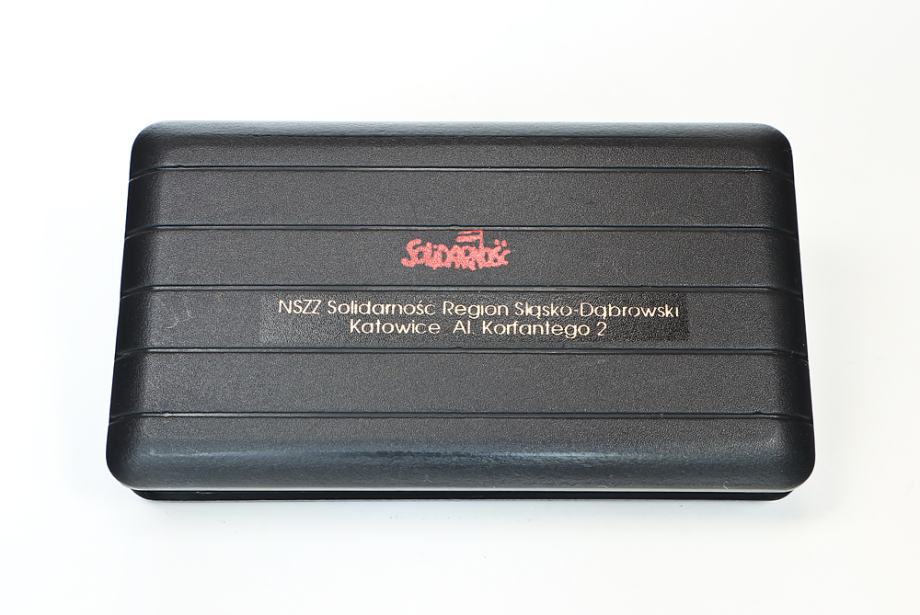 SOLIDARNOŚĆ
NSZZ Solidarność Region Śląsko-Dąbrowski
Katowice Al. Korfantego 2